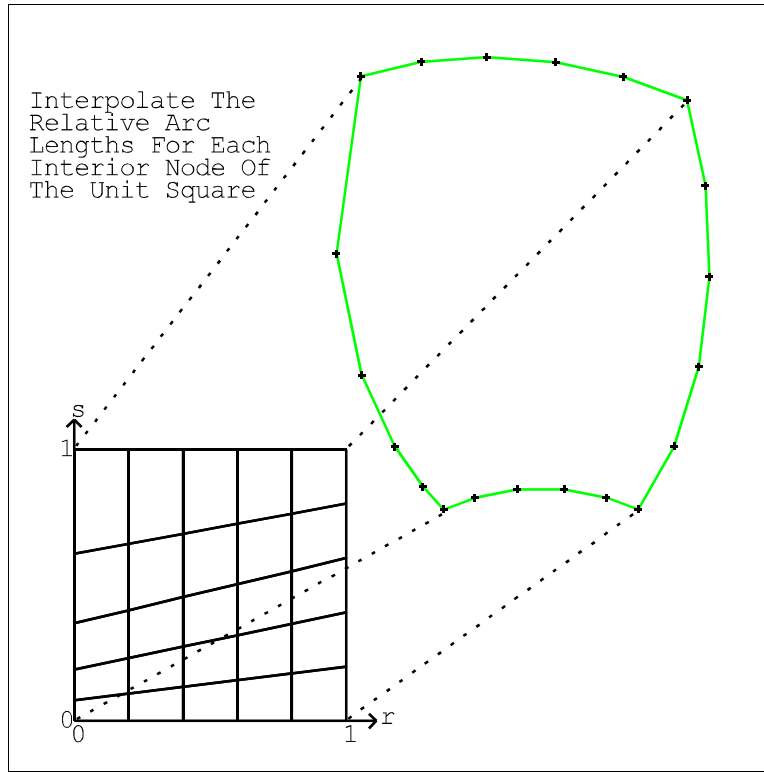 Interpolate The
Relative Arc
Lengths For Each
Interior Node Of
The Unit Square
s
1
0
0
1
r